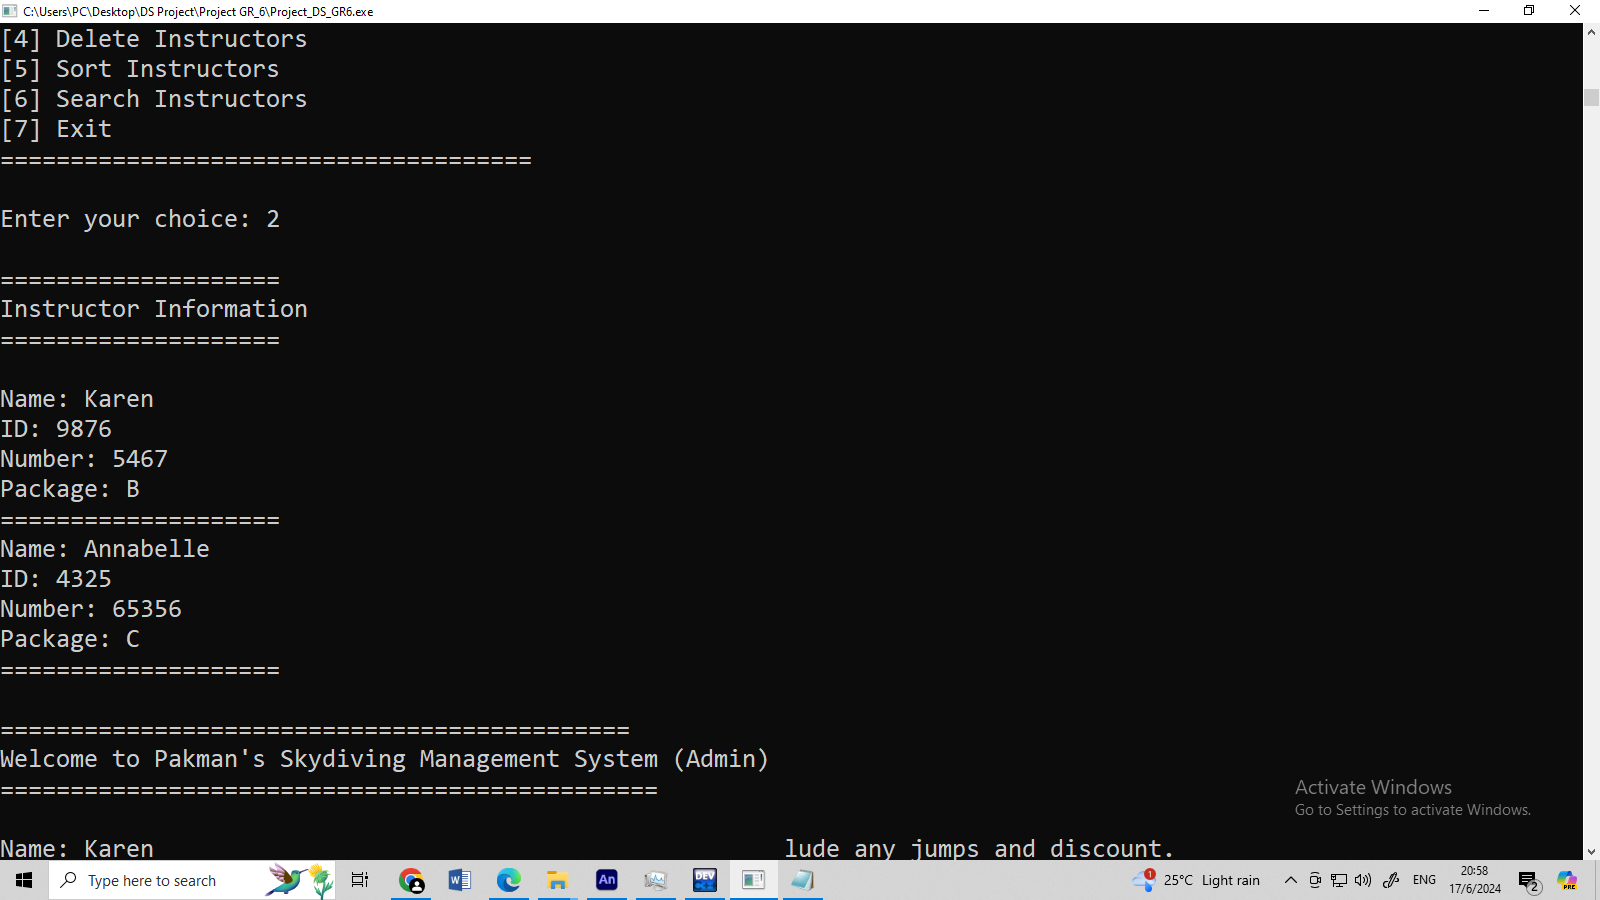 C:\Users\PC\Desktop\DS Project\Project GR_6\Project_DS_GR6.exe
[4] Delete Instructors
[5] Sort Instructors
[6] Search Instructors
[7] Exit
======================================
Enter your choice: 2
====================
Instructor Information
====================
Name: Karen
ID: 9876
Number: 5467
Package: B
====================
Name: Annabelle
ID: 4325
Number: 65356
Package: C
====================
=============================================
Welcome to Pakman's Skydiving Management System (Admin)
===============================================
Activate Windows
Go to Settings to activate Windows.
Name: Karen lude any jumps and discount.
Type here to search
W
An
DEV
1
25°C Light rain
ENG
20:58
17/6/2024
2
PRE